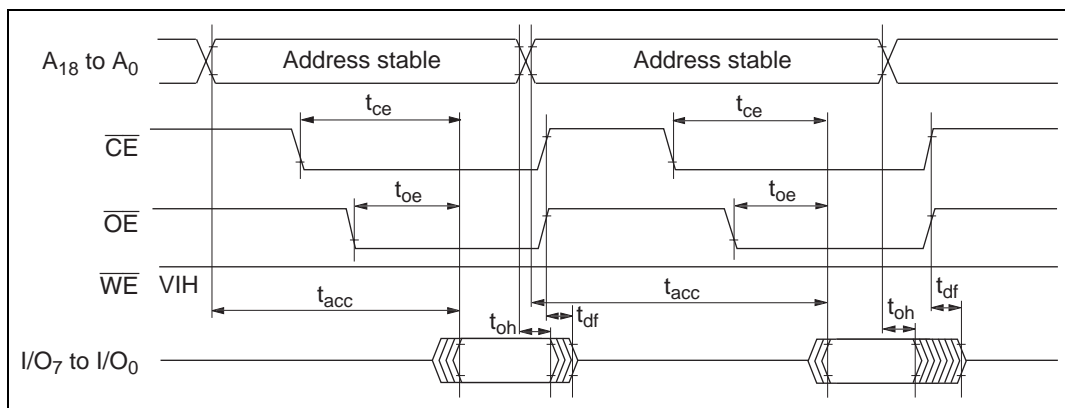 A18 to A0 Address stable Address stable
tce tce
CE
toe toe
OE
WE VIH
tacc tacc
tdf tdf
toh toh
I/O7 to I/O0